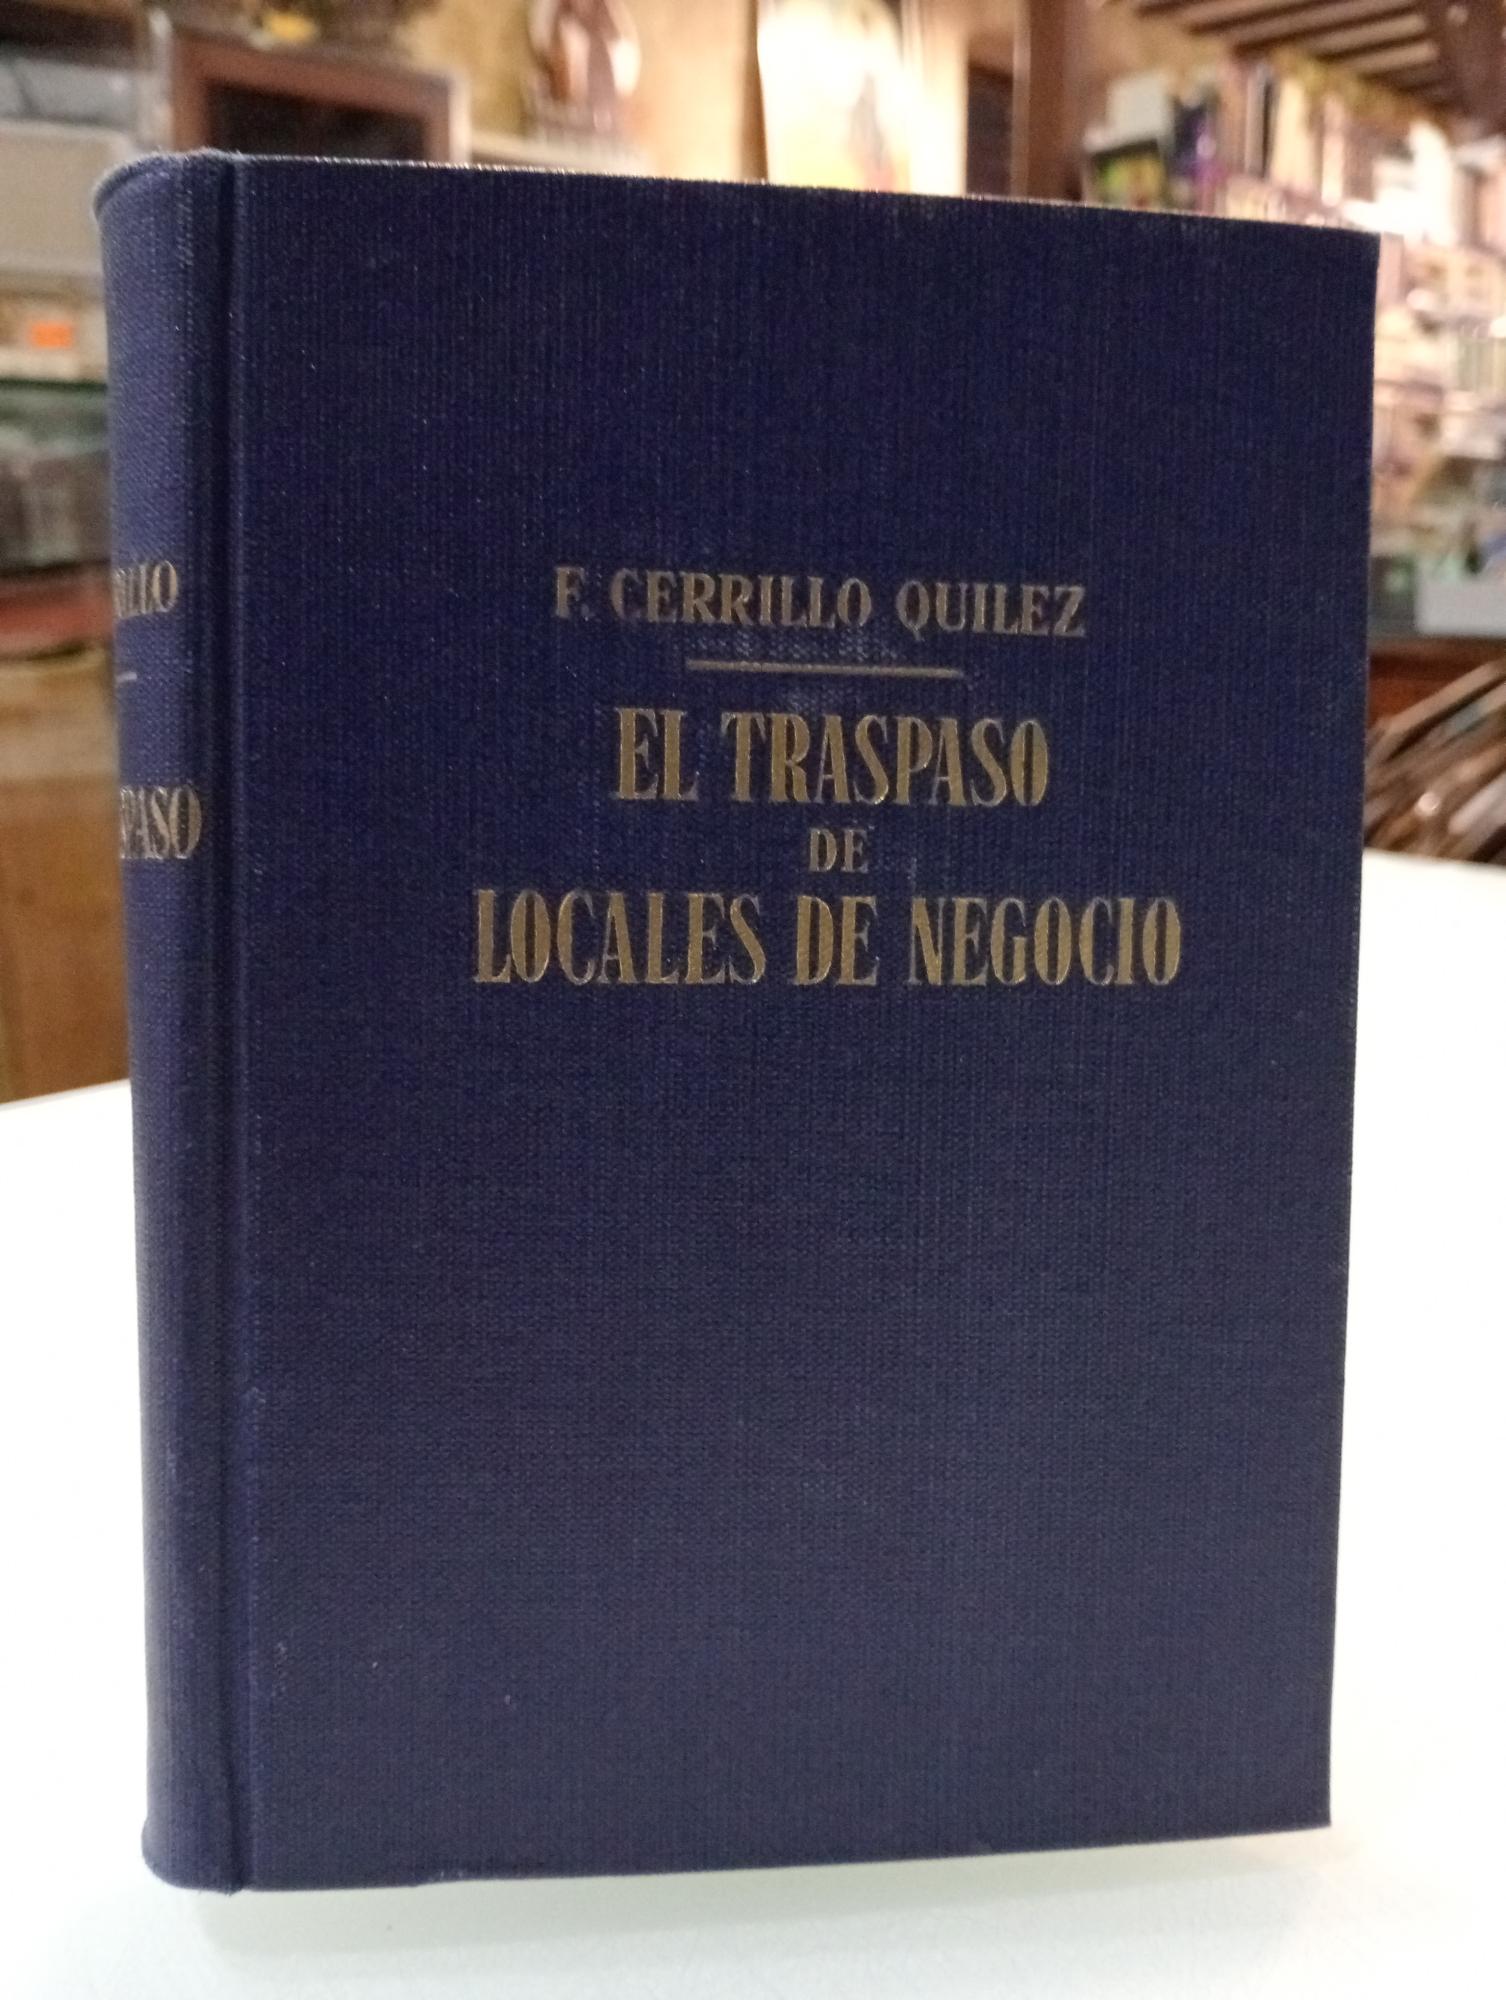 F. CERRILLO QUILEZ
EL TRASPASO
DE
LOCALES DE NEGOCIO